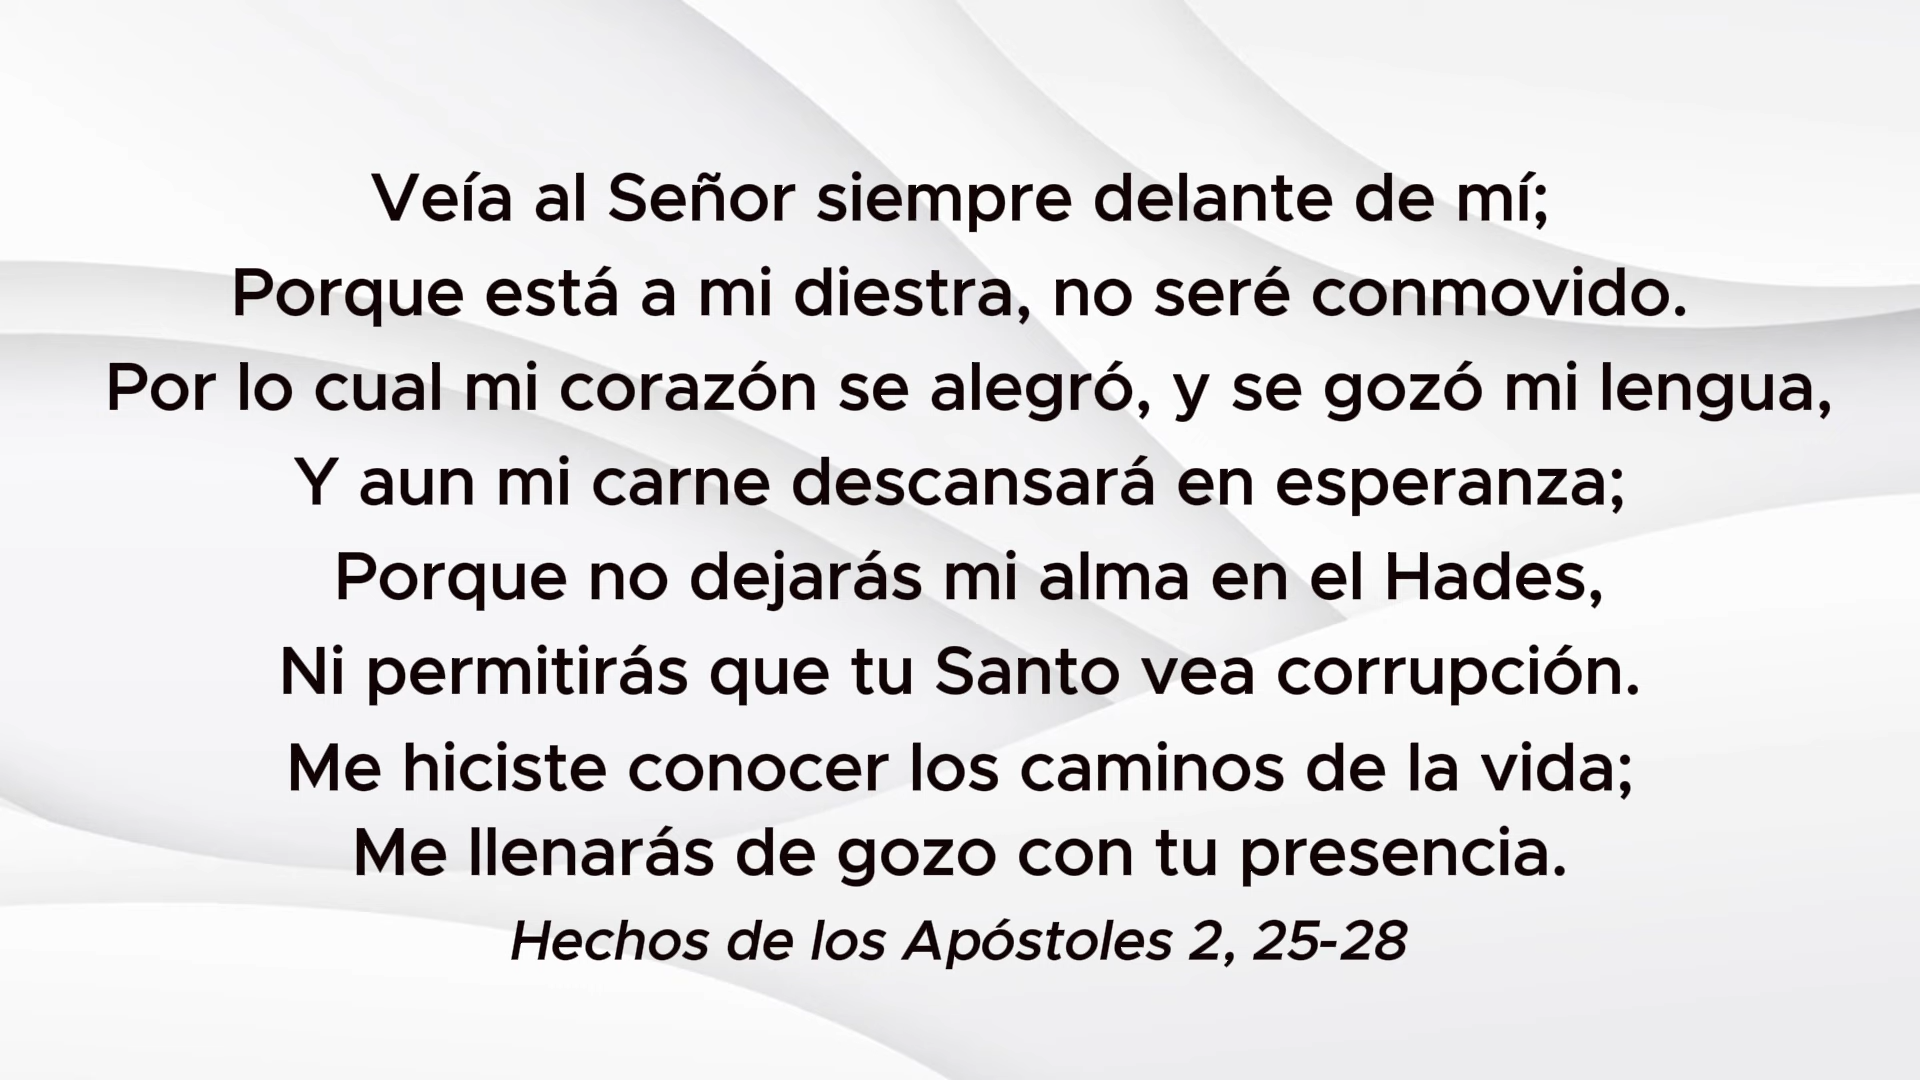 Veía al Señor siempre delante de mí;
Porque está a mi diestra, no seré conmovido.
Por lo cual mi corazón se alegró, y se gozó mi lengua,
Y aun mi carne descansará en esperanza;
Porque no dejarás mi alma en el Hades,
Ni permitirás que tu Santo vea corrupción.
Me hiciste conocer los caminos de la vida;
Me llenarás de gozo con tu presencia.
Hechos de los Apóstoles 2, 25-28